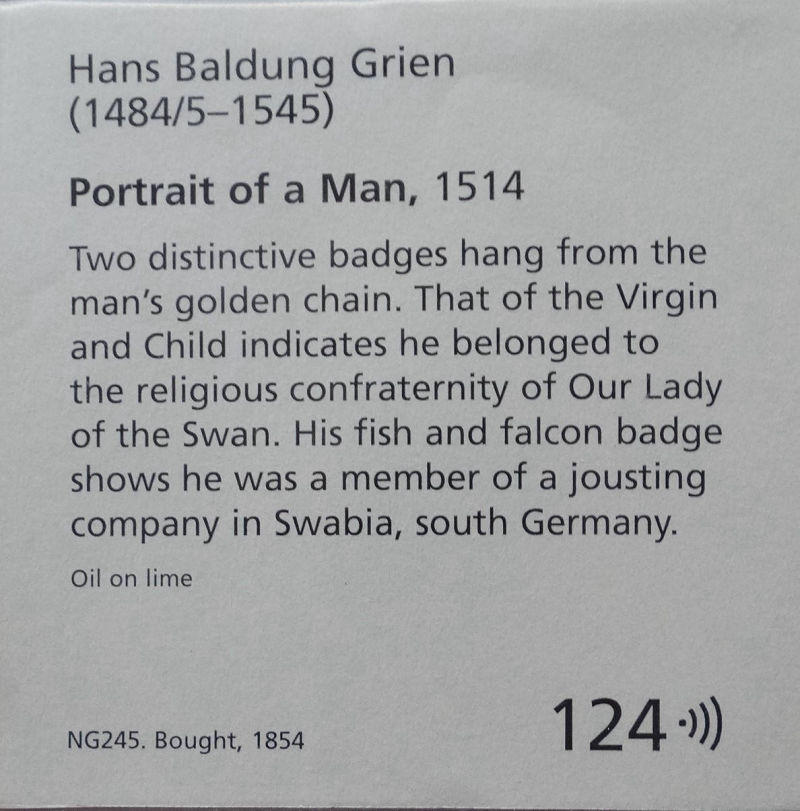 Hans Baldung Grien
(1484/5–1545)
Portrait of a Man, 1514
Two distinctive badges hang from the
man's golden chain. That of the Virgin
and Child indicates he belonged to
the religious confraternity of Our Lady
of the Swan. His fish and falcon badge
shows he was a member of a jousting
company in Swabia, south Germany.
Oil on lime
NG245. Bought, 1854
124